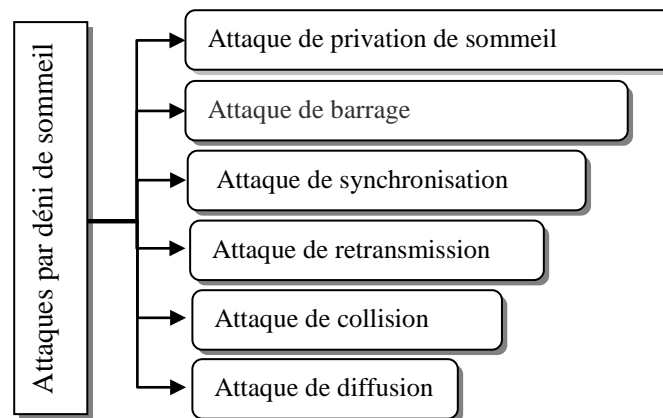 Attaques par déni de sommeil
Attaque de privation de sommeil
Attaque de barrage
Attaque de synchronisation
Attaque de retransmission
Attaque de collision
Attaque de diffusion